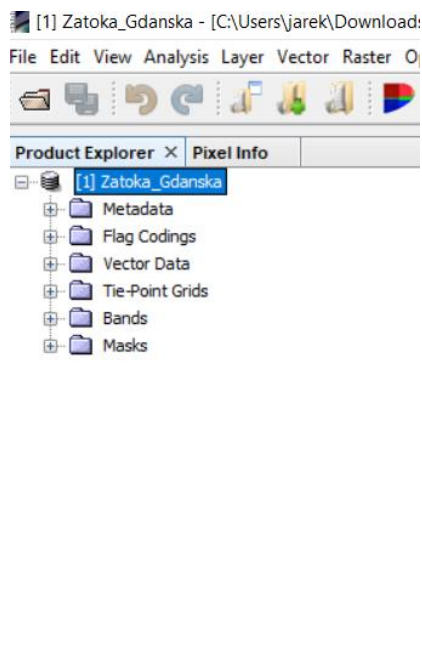 [1] Zatoka_Gdanska - [C:\Users\jarek\Downloads
File Edit View Analysis Layer Vector Raster
Product Explorer × Pixel Info
[1] Zatoka_Gdanska
Metadata
Flag Codings
Vector Data
Tie-Point Grids
Bands
Masks